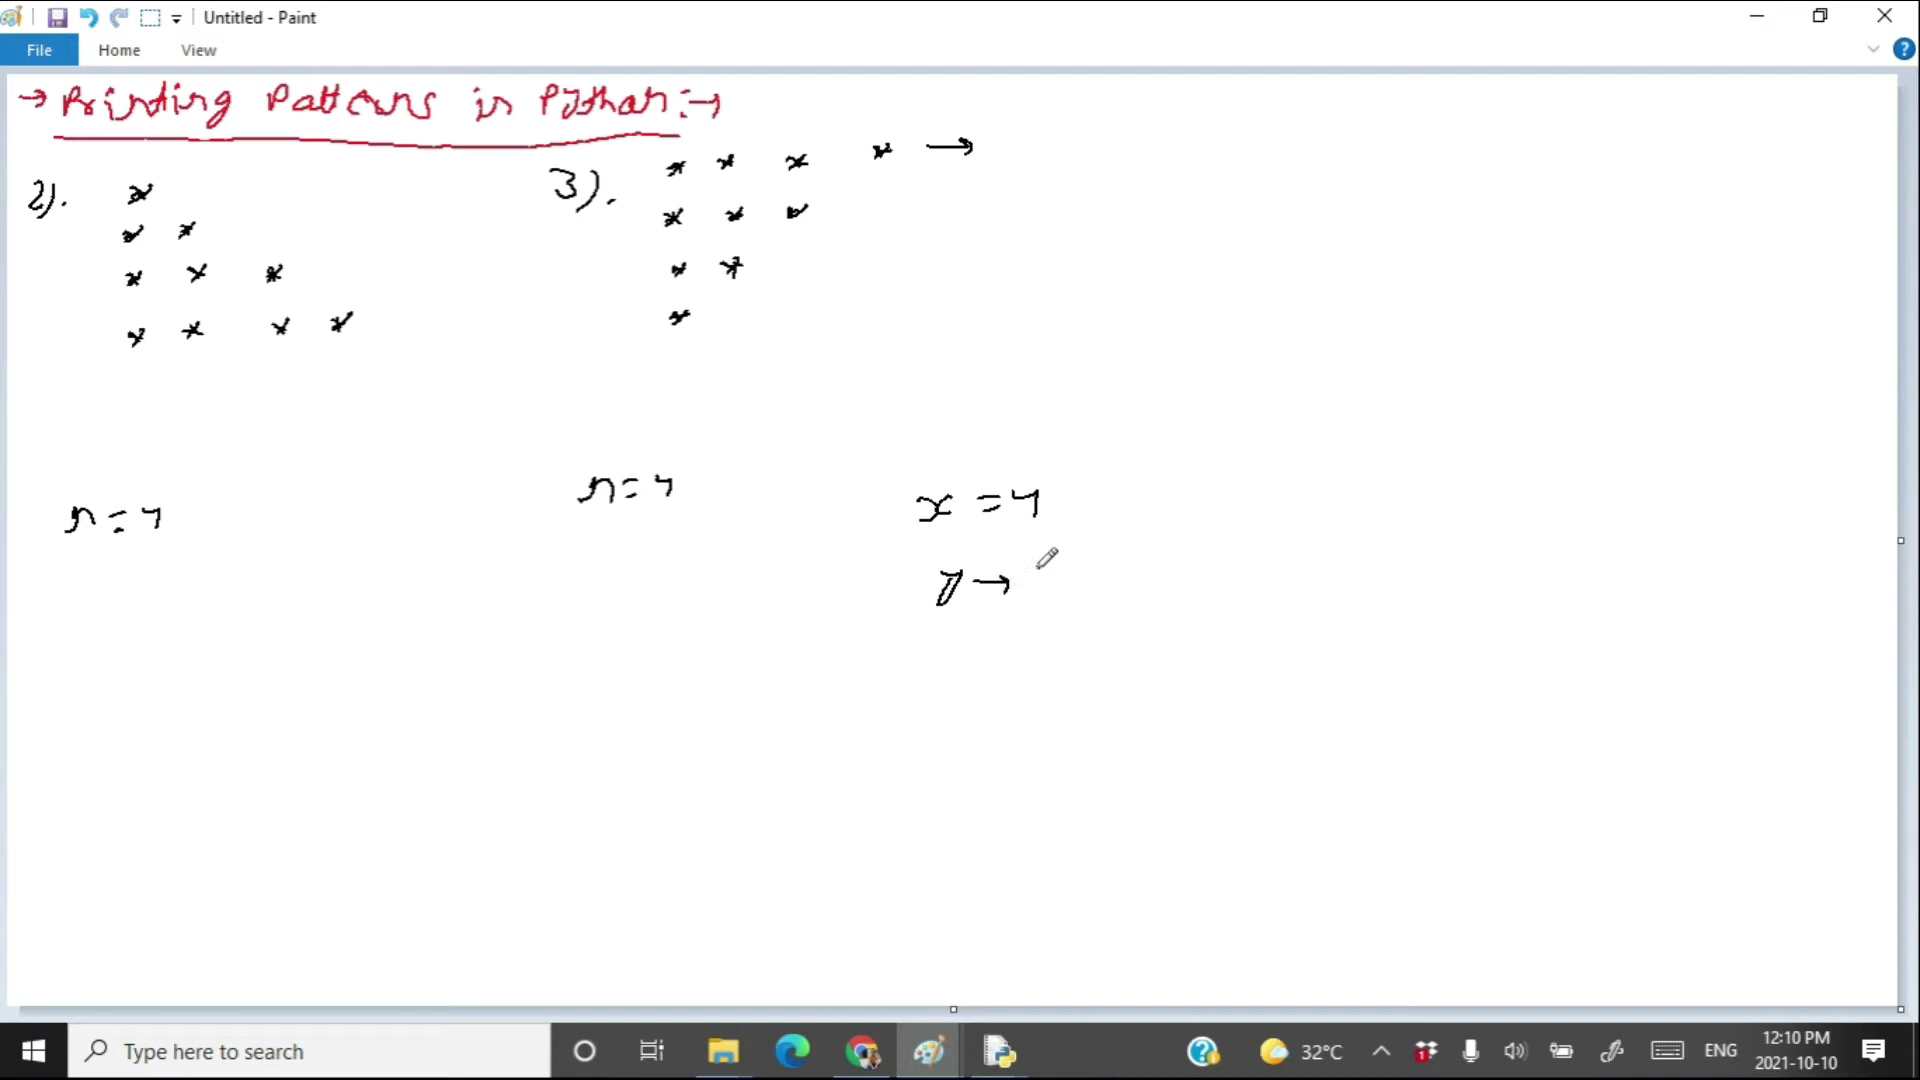 Untitled - Paint
File Home View
→ Printing Patterns in Python :→
2). *
* *
* * *
* * * *
3). * * * * →
* * *
* *
*
n = 4
n = 4
x = 4
y →
Type here to search
1
32°C
ENG
12:10 PM
2021-10-10